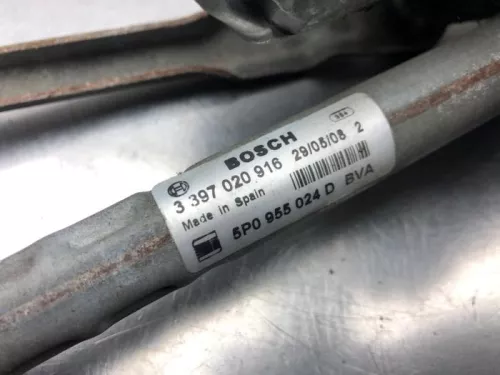 BOSCH
3 397 020 916 29/05/08 2
Made in Spain
5P0 955 024 D BVA